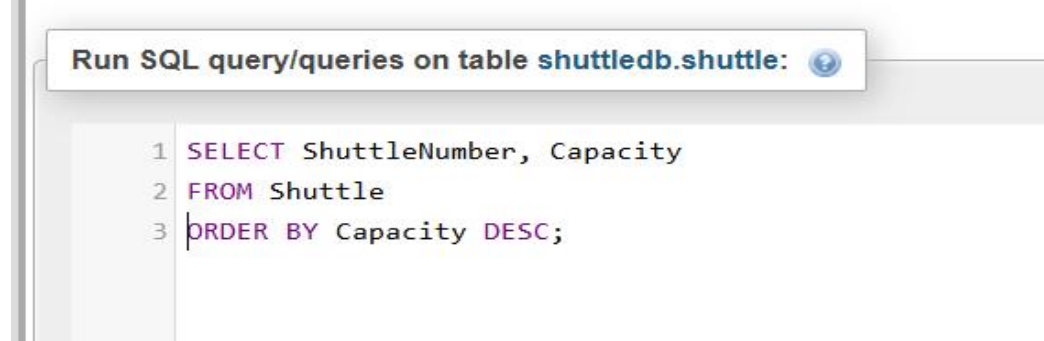 Run SQL query/queries on table shuttledb.shuttle:
1 SELECT ShuttleNumber, Capacity
2 FROM Shuttle
3 ORDER BY Capacity DESC;